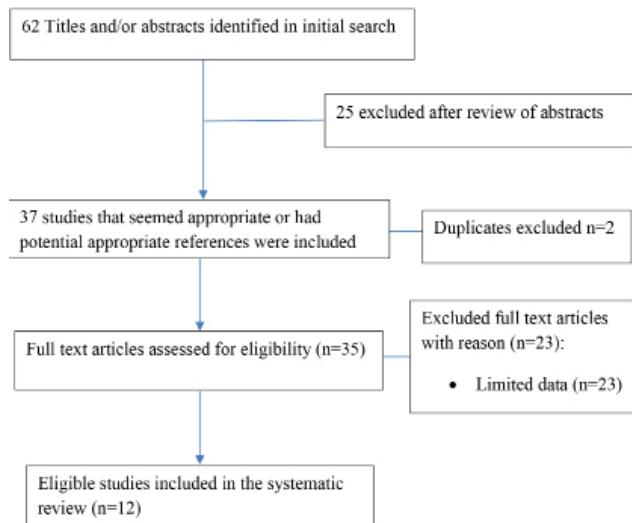 62 Titles and/or abstracts identified in initial search
25 excluded after review of abstracts
37 studies that seemed appropriate or had
potential appropriate references were included
Duplicates excluded n=2
Full text articles assessed for eligibility (n=35)
Excluded full text articles
with reason (n=23):
• Limited data (n=23)
Eligible studies included in the systematic
review (n=12)